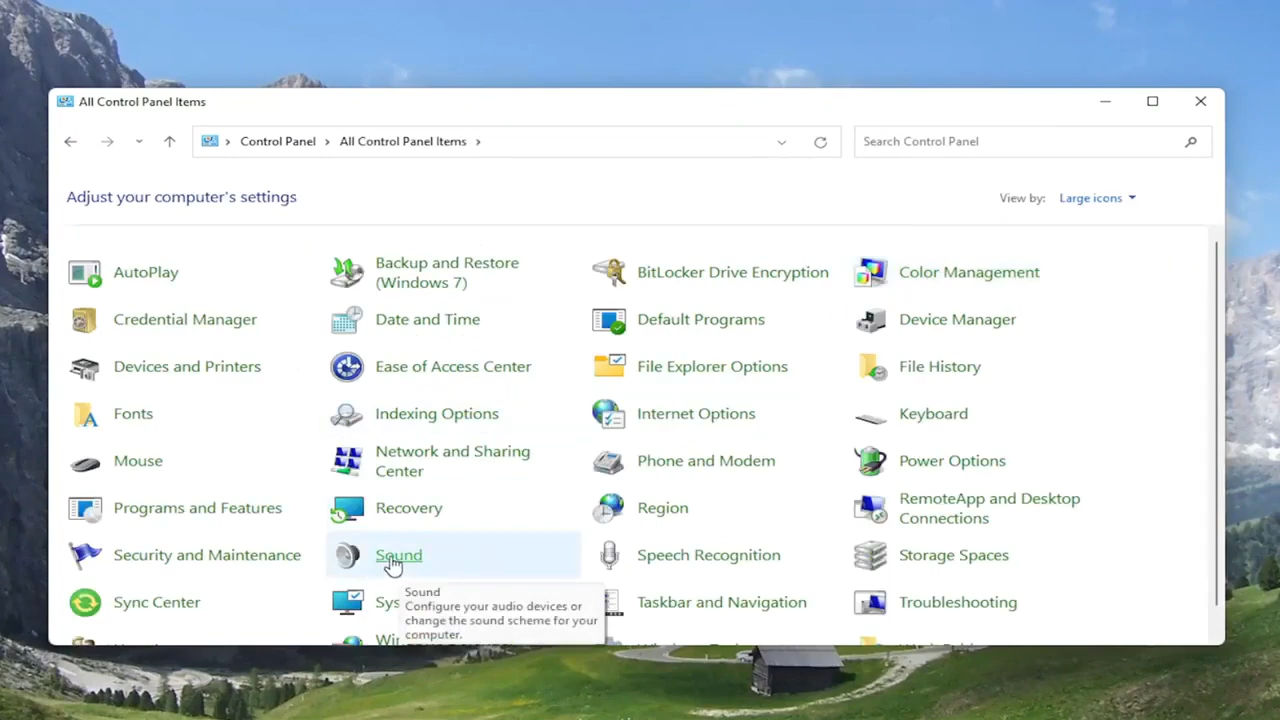 All Control Panel Items
Control Panel
All Control Panel Items
Search Control Panel
Adjust your computer's settings
View by:
Large icons
AutoPlay
Backup and Restore
(Windows 7)
BitLocker Drive Encryption
Color Management
Credential Manager
Date and Time
Default Programs
Device Manager
Devices and Printers
Ease of Access Center
File Explorer Options
File History
Fonts
Indexing Options
Internet Options
Keyboard
Mouse
Network and Sharing
Center
Phone and Modem
Power Options
Programs and Features
Recovery
Region
RemoteApp and Desktop
Connections
Security and Maintenance
Sound
Speech Recognition
Storage Spaces
Sync Center
Sys
Sound
Configure your audio devices or
change the sound scheme for your
computer.
Taskbar and Navigation
Troubleshooting